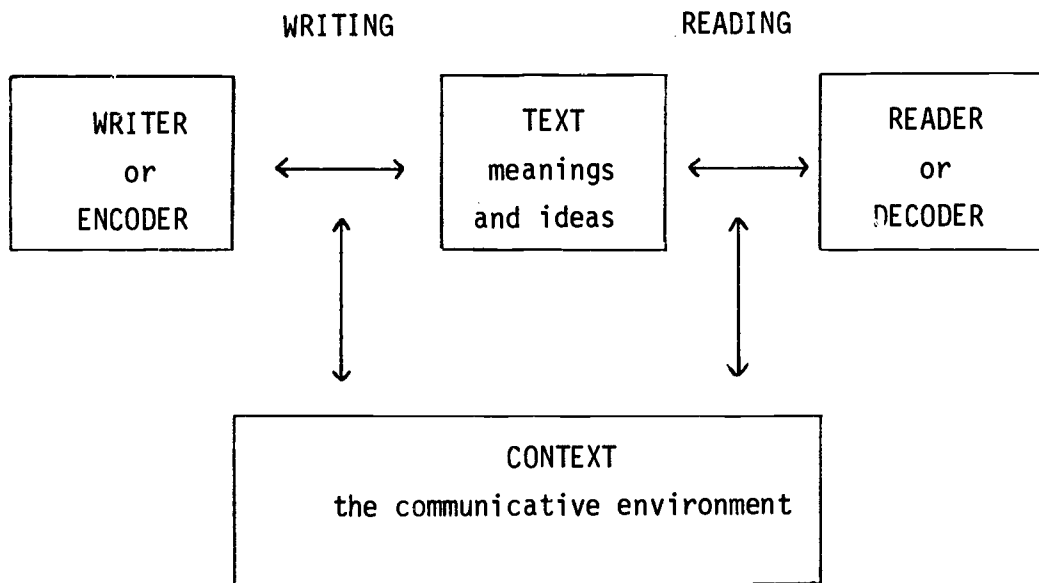 WRITING
READING
WRITER
or
ENCODER
TEXT
meanings
and ideas
READER
or
DECODER
CONTEXT
the communicative environment